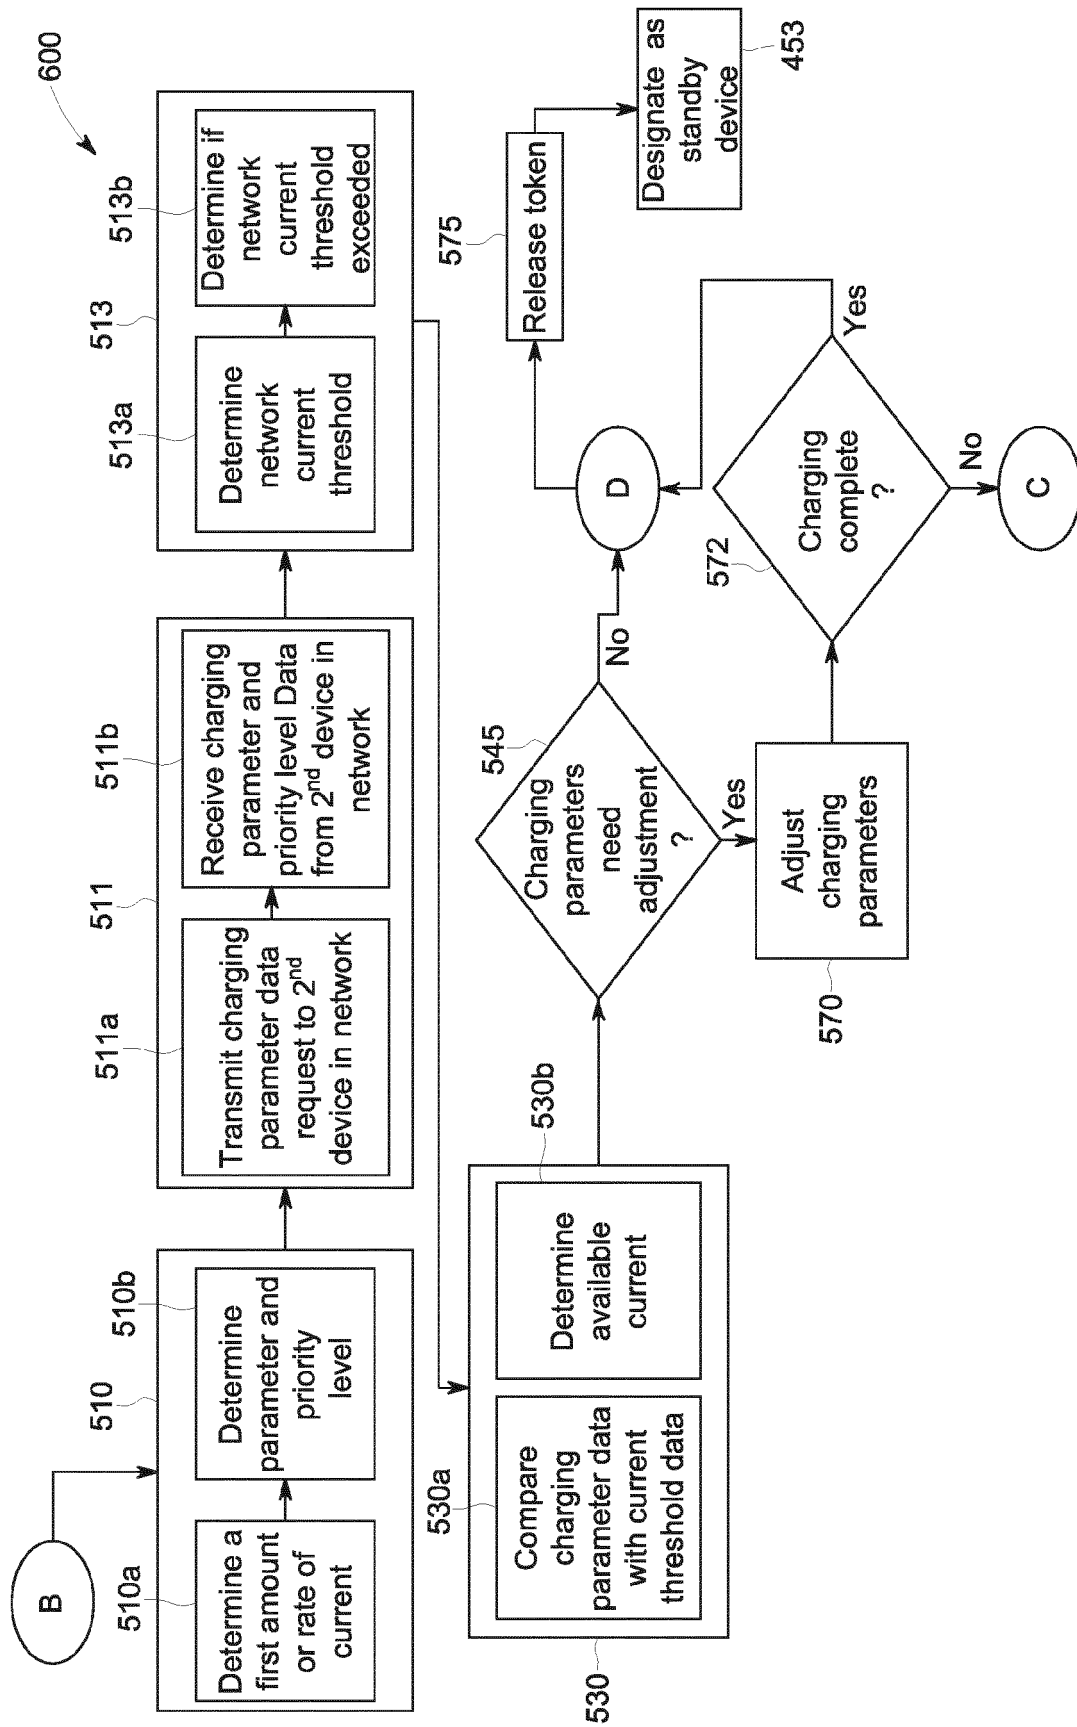 600
B
510
510a
Determine a
first amount
or rate of
current
510b
Determine
parameter and
priority
level
511
511a
Transmit charging
parameter data
request to 2nd
device in network
511b
Receive charging
parameter and
priority level Data
from 2nd device in
network
513
513a
Determine
network
current
threshold
513b
Determine if
network
current
threshold
exceeded
530
530a
Compare
charging
parameter data
with current
threshold data
530b
Determine
available
current
545
Charging
parameters
need
adjustment
?
No
Yes
D
575
Release token
Designate as
standby
device
453
570
Adjust
charging
parameters
572
Charging
complete
?
Yes
No
C